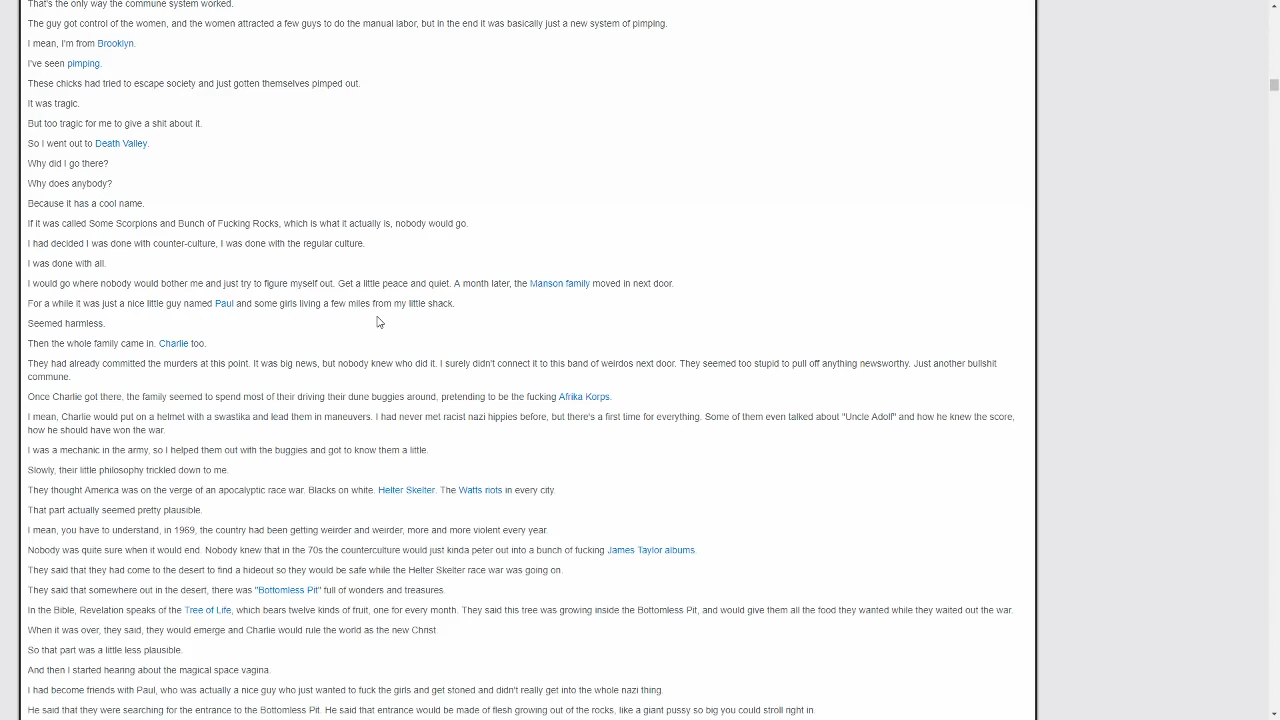 That's the only way the commune system worked.
The guy got control of the women, and the women attracted a few guys to do the manual labor, but in the end it was basically just a new system of pimping.
I mean, I'm from Brooklyn.
I've seen pimping.
These chicks had tried to escape society and just gotten themselves pimped out.
It was tragic.
But too tragic for me to give a shit about it.
So I went out to Death Valley.
Why did I go there?
Why does anybody?
Because it has a cool name.
If it was called Some Scorpions and Bunch of Fucking Rocks, which is what it actually is, nobody would go.
I had decided I was done with counter-culture, I was done with the regular culture.
I was done with all.
I would go where nobody would bother me and just try to figure myself out. Get a little peace and quiet. A month later, the Manson family moved in next door.
For a while it was just a nice little guy named Paul and some girls living a few miles from my little shack.
Seemed harmless.
Then the whole family came in. Charlie too.
They had already committed the murders at this point. It was big news, but nobody knew who did it. I surely didn't connect it to this band of weirdos next door. They seemed too stupid to pull off anything newsworthy. Just another bullshit
commune.
Once Charlie got there, the family seemed to spend most of their driving their dune buggies around, pretending to be the fucking Afrika Korps.
I mean, Charlie would put on a helmet with a swastika and lead them in maneuvers. I had never met racist nazi hippies before, but there's a first time for everything. Some of them even talked about "Uncle Adolf" and how he knew the score,
how he should have won the war.
I was a mechanic in the army, so I helped them out with the buggies and got to know them a little.
Slowly, their little philosophy trickled down to me.
They thought America was on the verge of an apocalyptic race war. Blacks on white. Helter Skelter. The Watts riots in every city.
That part actually seemed pretty plausible.
I mean, you have to understand, in 1969, the country had been getting weirder and weirder, more and more violent every year.
Nobody was quite sure when it would end. Nobody knew that in the 70s the counterculture would just kinda peter out into a bunch of fucking James Taylor albums.
They said that they had come to the desert to find a hideout so they would be safe while the Helter Skelter race war was going on.
They said that somewhere out in the desert, there was "Bottomless Pit" full of wonders and treasures.
In the Bible, Revelation speaks of the Tree of Life, which bears twelve kinds of fruit, one for every month. They said this tree was growing inside the Bottomless Pit, and would give them all the food they wanted while they waited out the war.
When it was over, they said, they would emerge and Charlie would rule the world as the new Christ
So that part was a little less plausible.
And then I started hearing about the magical space vagina.
I had become friends with Paul, who was actually a nice guy who just wanted to fuck the girls and get stoned and didn't really get into the whole nazi thing.
He said that they were searching for the entrance to the Bottomless Pit. He said that entrance would be made of flesh growing out of the rocks, like a giant pussy so big you could stroll right in.